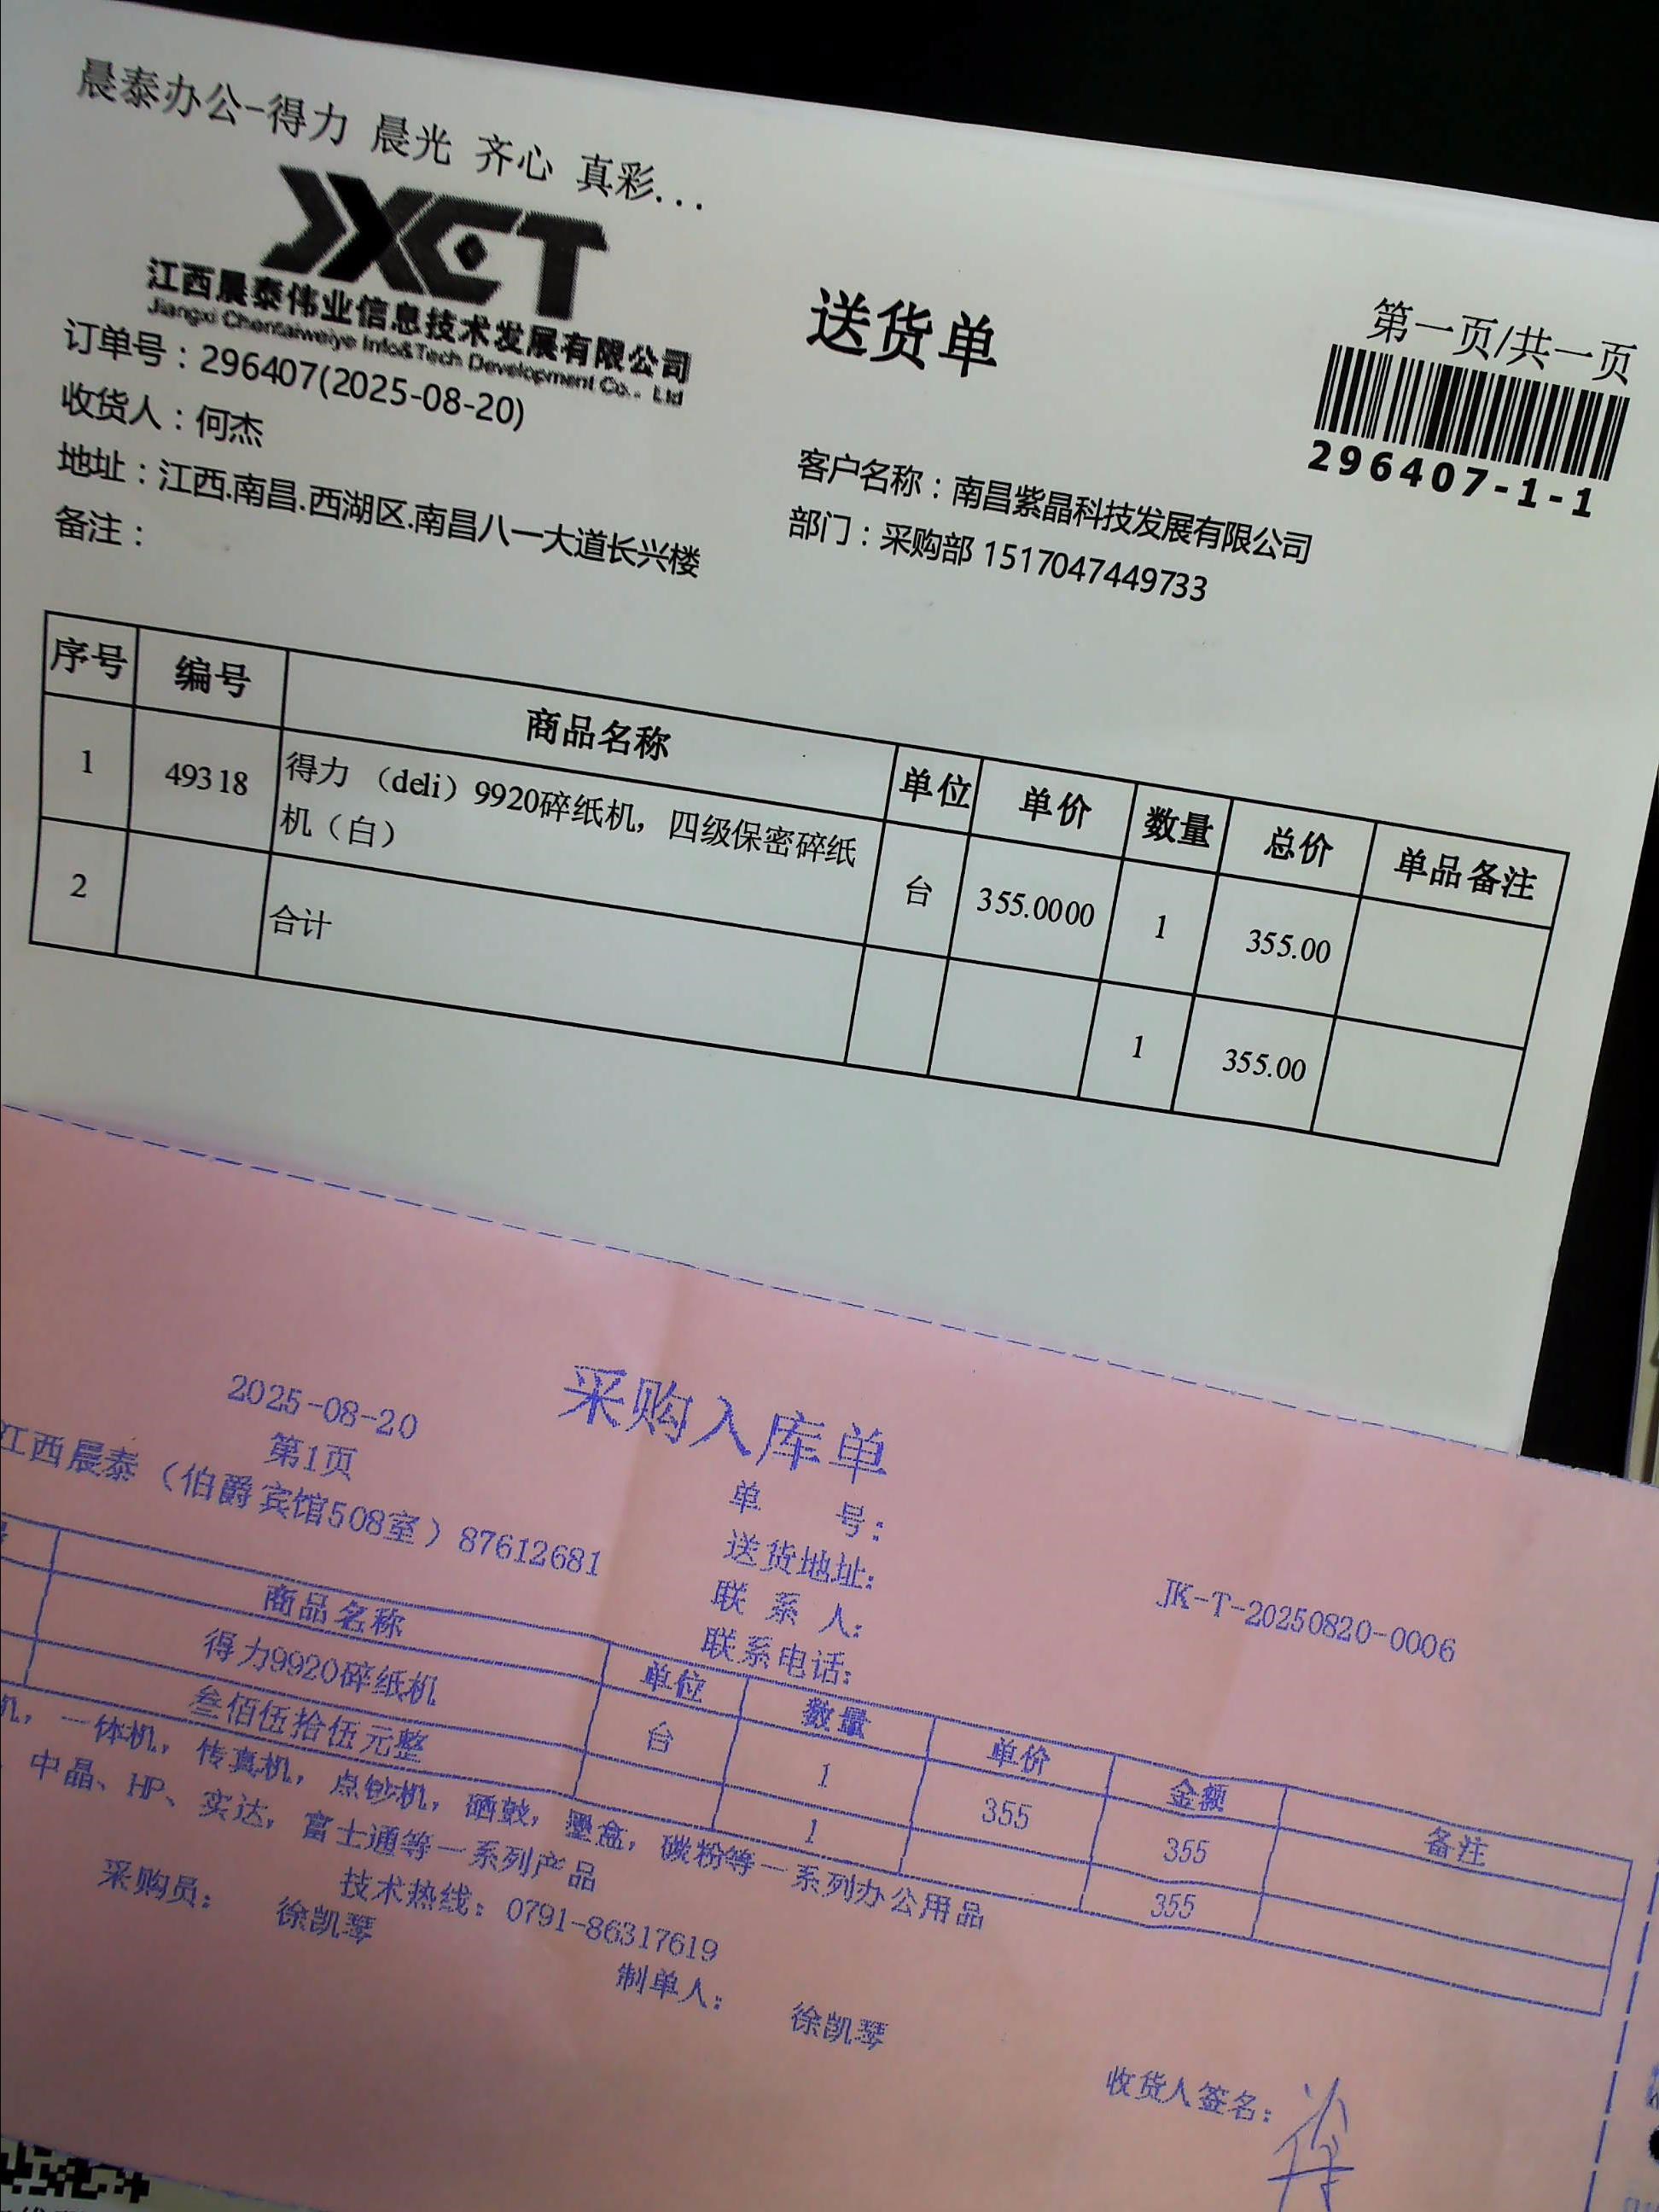 晨泰办公-得力 晨光 齐心 真彩...
JXCT
江西晨泰伟业信息技术发展有限公司
Jiangxi Chentaiweiye Info&Tech Development Co., Ltd
送货单
第一页/共一页
296407-1-1
订单号：296407(2025-08-20)
收货人：何杰
客户名称：南昌紫晶科技发展有限公司
地址：江西.南昌.西湖区.南昌八一大道长兴楼
部门：采购部 1517047449733
备注：
序号 编号 商品名称 单位 单价 数量 总价 单品备注
1 49318 得力 （deli）9920碎纸机，四级保密碎纸机（白） 台 355.0000 1 355.00
2 合计 1 355.00
采购入库单
2025-08-20
第1页
江西晨泰（伯爵宾馆508室）87612681
单 号： JK-T-20250820-0006
送货地址：
联 系 人：
联系电话：
商品名称 单位 数量 单价 金额 备注
得力9920碎纸机 台 1 355 355
叁佰伍拾伍元整 1 355
机，一体机，传真机，点钞机，硒鼓，墨盒，碳粉等一系列办公用品
中晶、HP、实达，富士通等一系列产品
技术热线：0791-86317619
采购员： 徐凯琴
制单人： 徐凯琴
收货人签名：